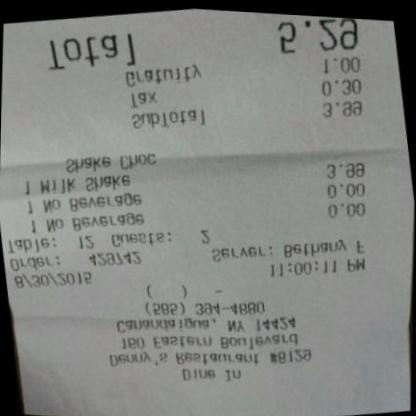 Dine In
Denny's Restaurant #8129
160 Eastern Boulevard
Canandaigua, NY 14424
(585) 394-4880
( ) -
8/30/2015 11:00:11 PM
Order: 429742 Server: Bethany F
Table: 12 Guests: 2
1 No Beverage 0.00
1 No Beverage 0.00
1 Milk Shake 3.99
Shake Choc
SubTotal 3.99
Tax 0.30
Gratuity 1.00
Total 5.29